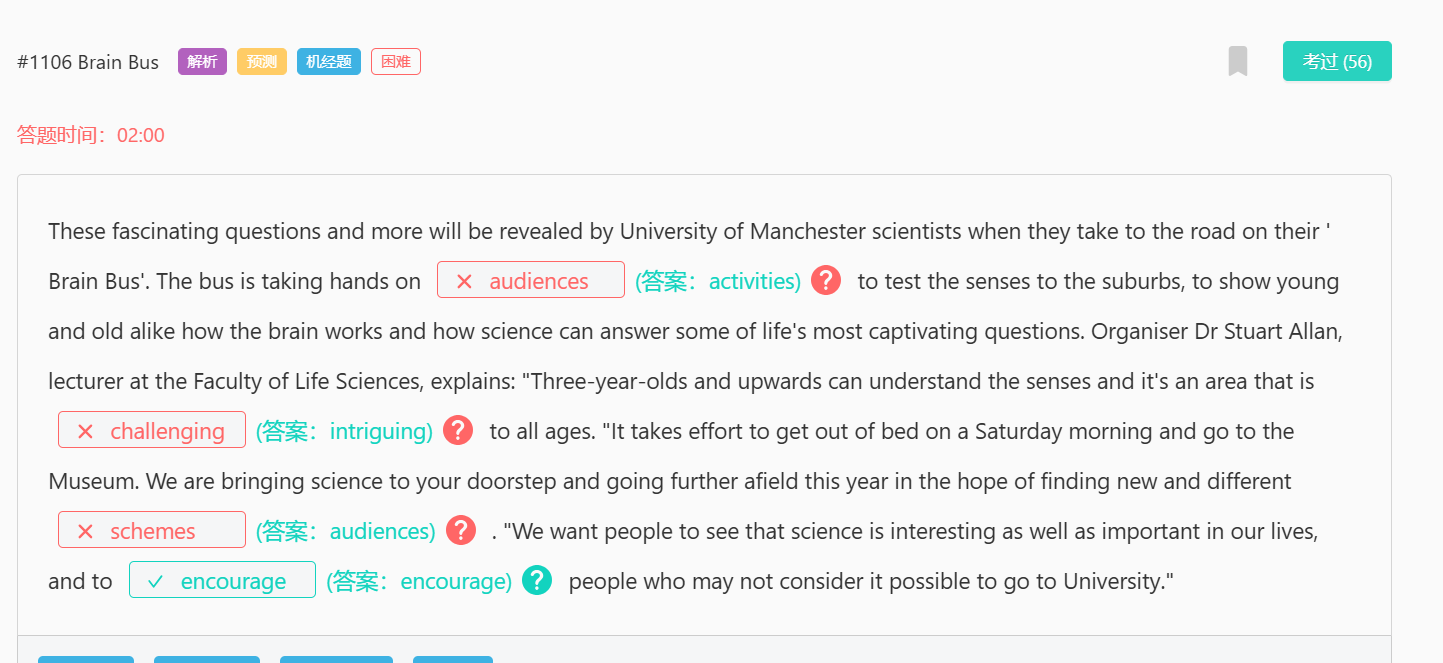 #1106 Brain Bus 解析 预测 机经题 困难 考过 (56)
答题时间：02:00
These fascinating questions and more will be revealed by University of Manchester scientists when they take to the road on their '
Brain Bus'. The bus is taking hands on × audiences (答案：activities) ? to test the senses to the suburbs, to show young
and old alike how the brain works and how science can answer some of life's most captivating questions. Organiser Dr Stuart Allan,
lecturer at the Faculty of Life Sciences, explains: "Three-year-olds and upwards can understand the senses and it's an area that is
× challenging (答案：intriguing) ? to all ages. "It takes effort to get out of bed on a Saturday morning and go to the
Museum. We are bringing science to your doorstep and going further afield this year in the hope of finding new and different
× schemes (答案：audiences) ? . "We want people to see that science is interesting as well as important in our lives,
and to ✓ encourage (答案：encourage) ? people who may not consider it possible to go to University."